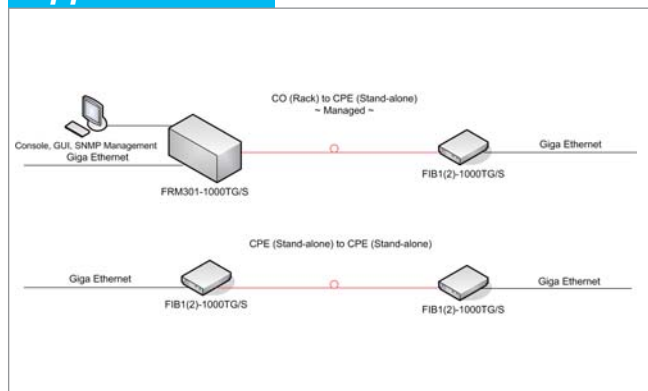 CO (Rack) to CPE (Stand-alone)
~ Managed ~
Console, GUI, SNMP Management
Giga Ethernet
Giga Ethernet
FRM301-1000TG/S
FIB1(2)-1000TG/S
CPE (Stand-alone) to CPE (Stand-alone)
Giga Ethernet
Giga Ethernet
FIB1(2)-1000TG/S
FIB1(2)-1000TG/S